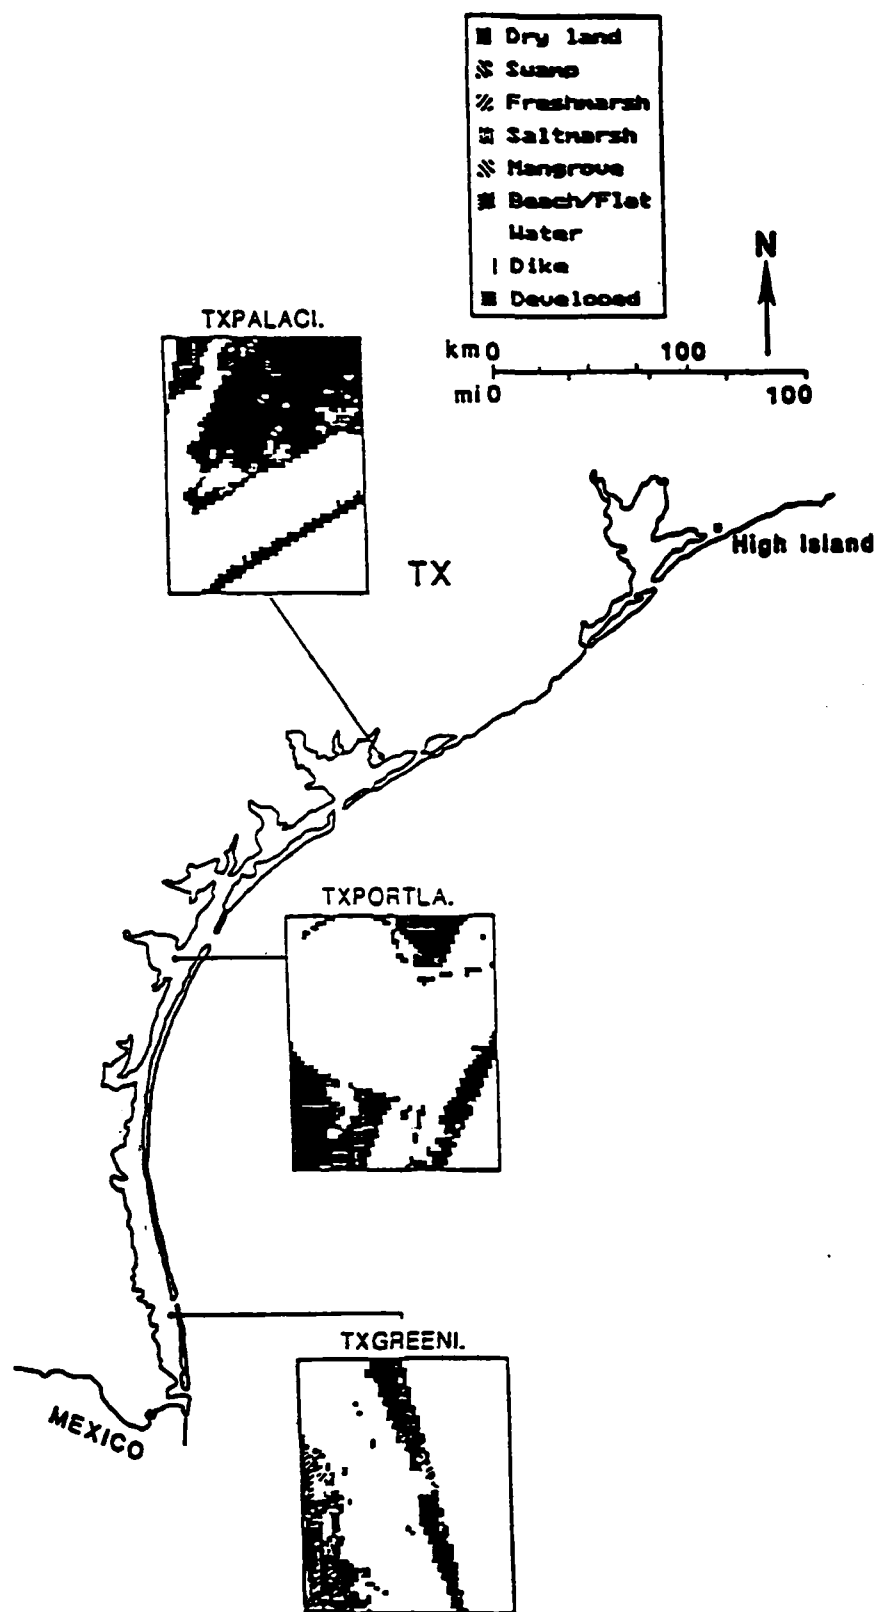 Dry land
Swamp
Freshmarsh
Saltmarsh
Mangrove
Beach/Flat
Water
Dike
Developed
N
TXPALACI.
km 0 100
mi 0 100
High Island
TX
TXPORTLA.
TXGREENI.
MEXICO